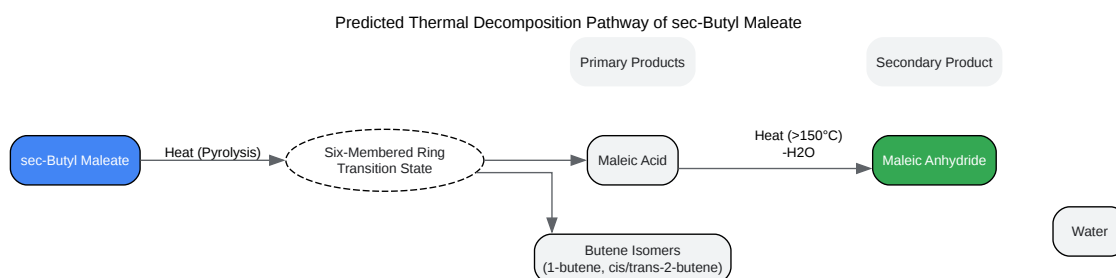 Predicted Thermal Decomposition Pathway of sec-Butyl Maleate
Primary Products
Secondary Product
sec-Butyl Maleate
Heat (Pyrolysis)
Six-Membered Ring
Transition State
Maleic Acid
Heat (>150°C)
-H2O
Maleic Anhydride
Butene Isomers
(1-butene, cis/trans-2-butene)
Water